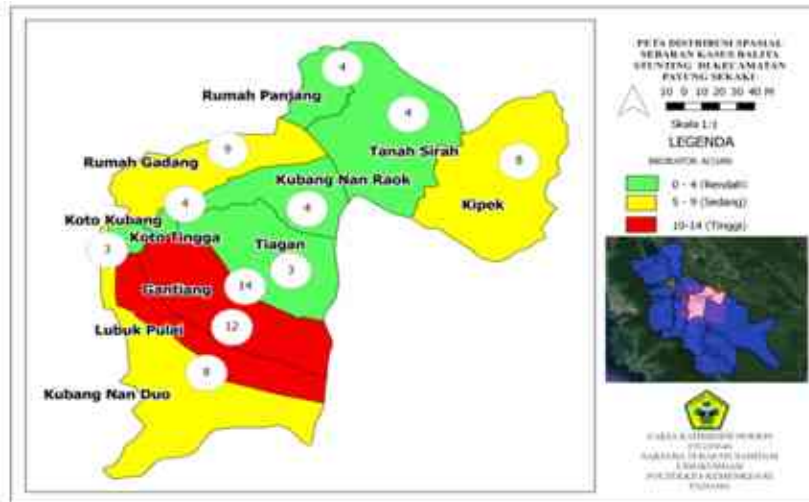 PETA DISTRIBUSI SPASIAL
SEBARAN KASUS BALITA
STUNTING DI KECAMATAN
PAYUNG SEKAKI
10 0 10 20 30 40 M
Skala 1:1
LEGENDA
INDIKATOR ACUAN
0 - 4 (Rendah)
5 - 9 (Sedang)
10-14 (Tingga)
4
Rumah Panjang
4
Tanah Sirah
9
Rumah Gadang
8
Kipek
Kubang Nan Raok
4
4
Koto Kubang
Koto Tingga
3
Tiagan
3
Gantiang
14
Lubuk Pulai
12
8
Kubang Nan Duo
PADANG